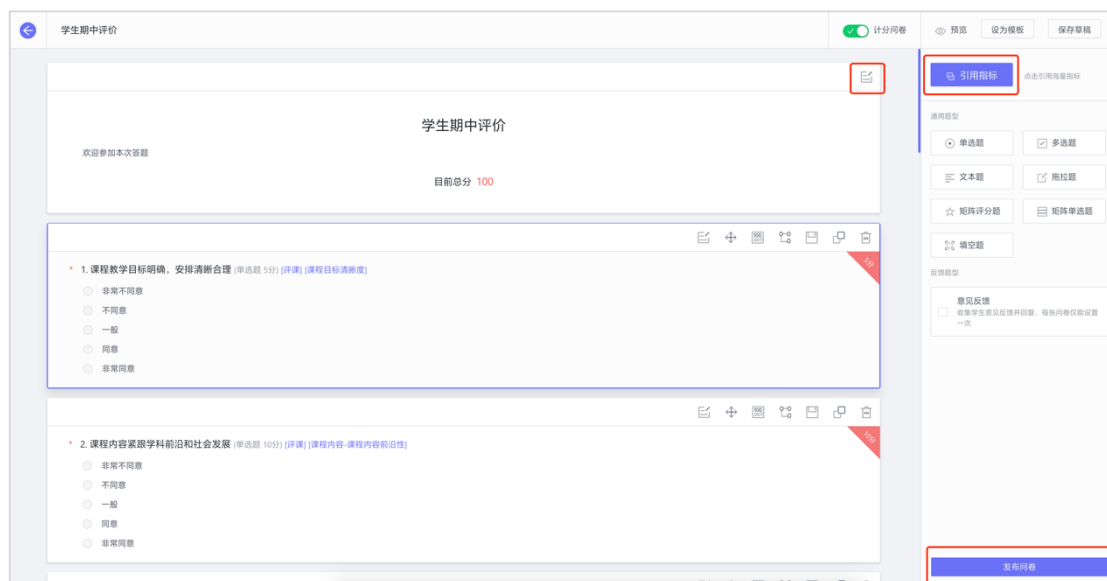 学生期中评价
计分问卷
预览
设为模板
保存草稿
引用指标
点击引用海量指标
学生期中评价
欢迎参加本次答题
目前总分 100
通用题型
单选题
多选题
文本题
拖拉题
矩阵评分题
矩阵单选题
填空题
反馈题型
意见反馈
收集学生意见反馈并回复，每张问卷仅能设置
一次
5分
* 1. 课程教学目标明确，安排清晰合理 (单选题 5分) [评课] [课程目标清晰度]
非常不同意
不同意
一般
同意
非常同意
10分
* 2. 课程内容紧跟学科前沿和社会发展 (单选题 10分) [评课] [课程内容-课程内容前沿性]
非常不同意
不同意
一般
同意
非常同意
发布问卷